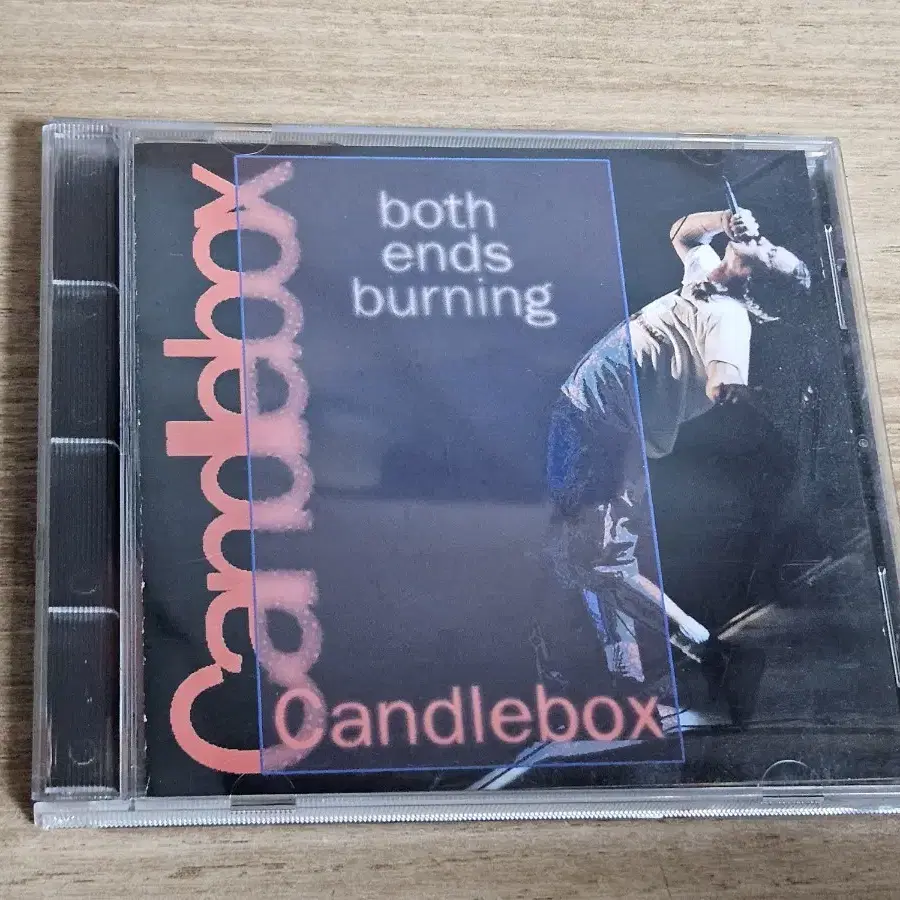 Candlebox
both
ends
burning
Candlebox